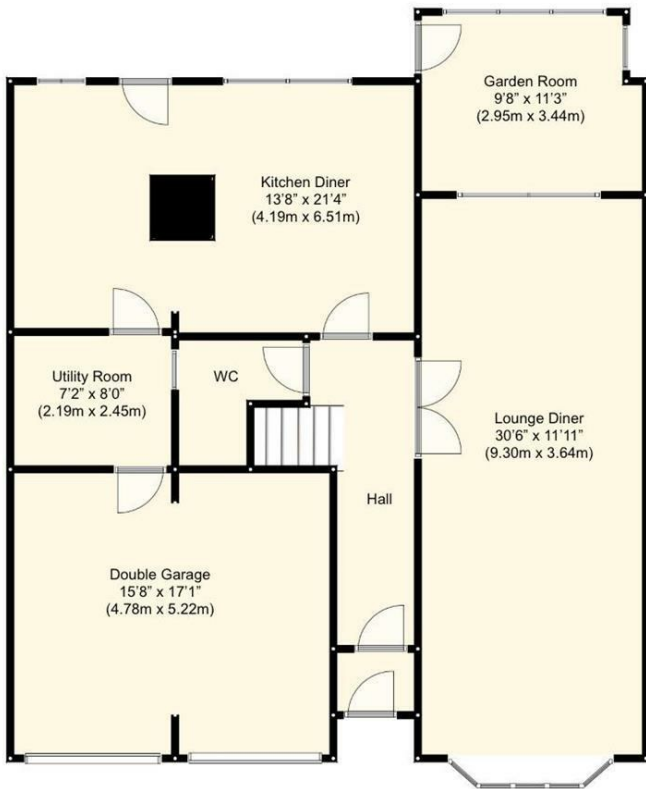 Garden Room
9’8” x 11’3”
(2.95m x 3.44m)
Kitchen Diner
13’8” x 21’4”
(4.19m x 6.51m)
Utility Room
7’2” x 8’0”
(2.19m x 2.45m)
WC
Lounge Diner
30’6” x 11’11”
(9.30m x 3.64m)
Hall
Double Garage
15’8” x 17’1”
(4.78m x 5.22m)